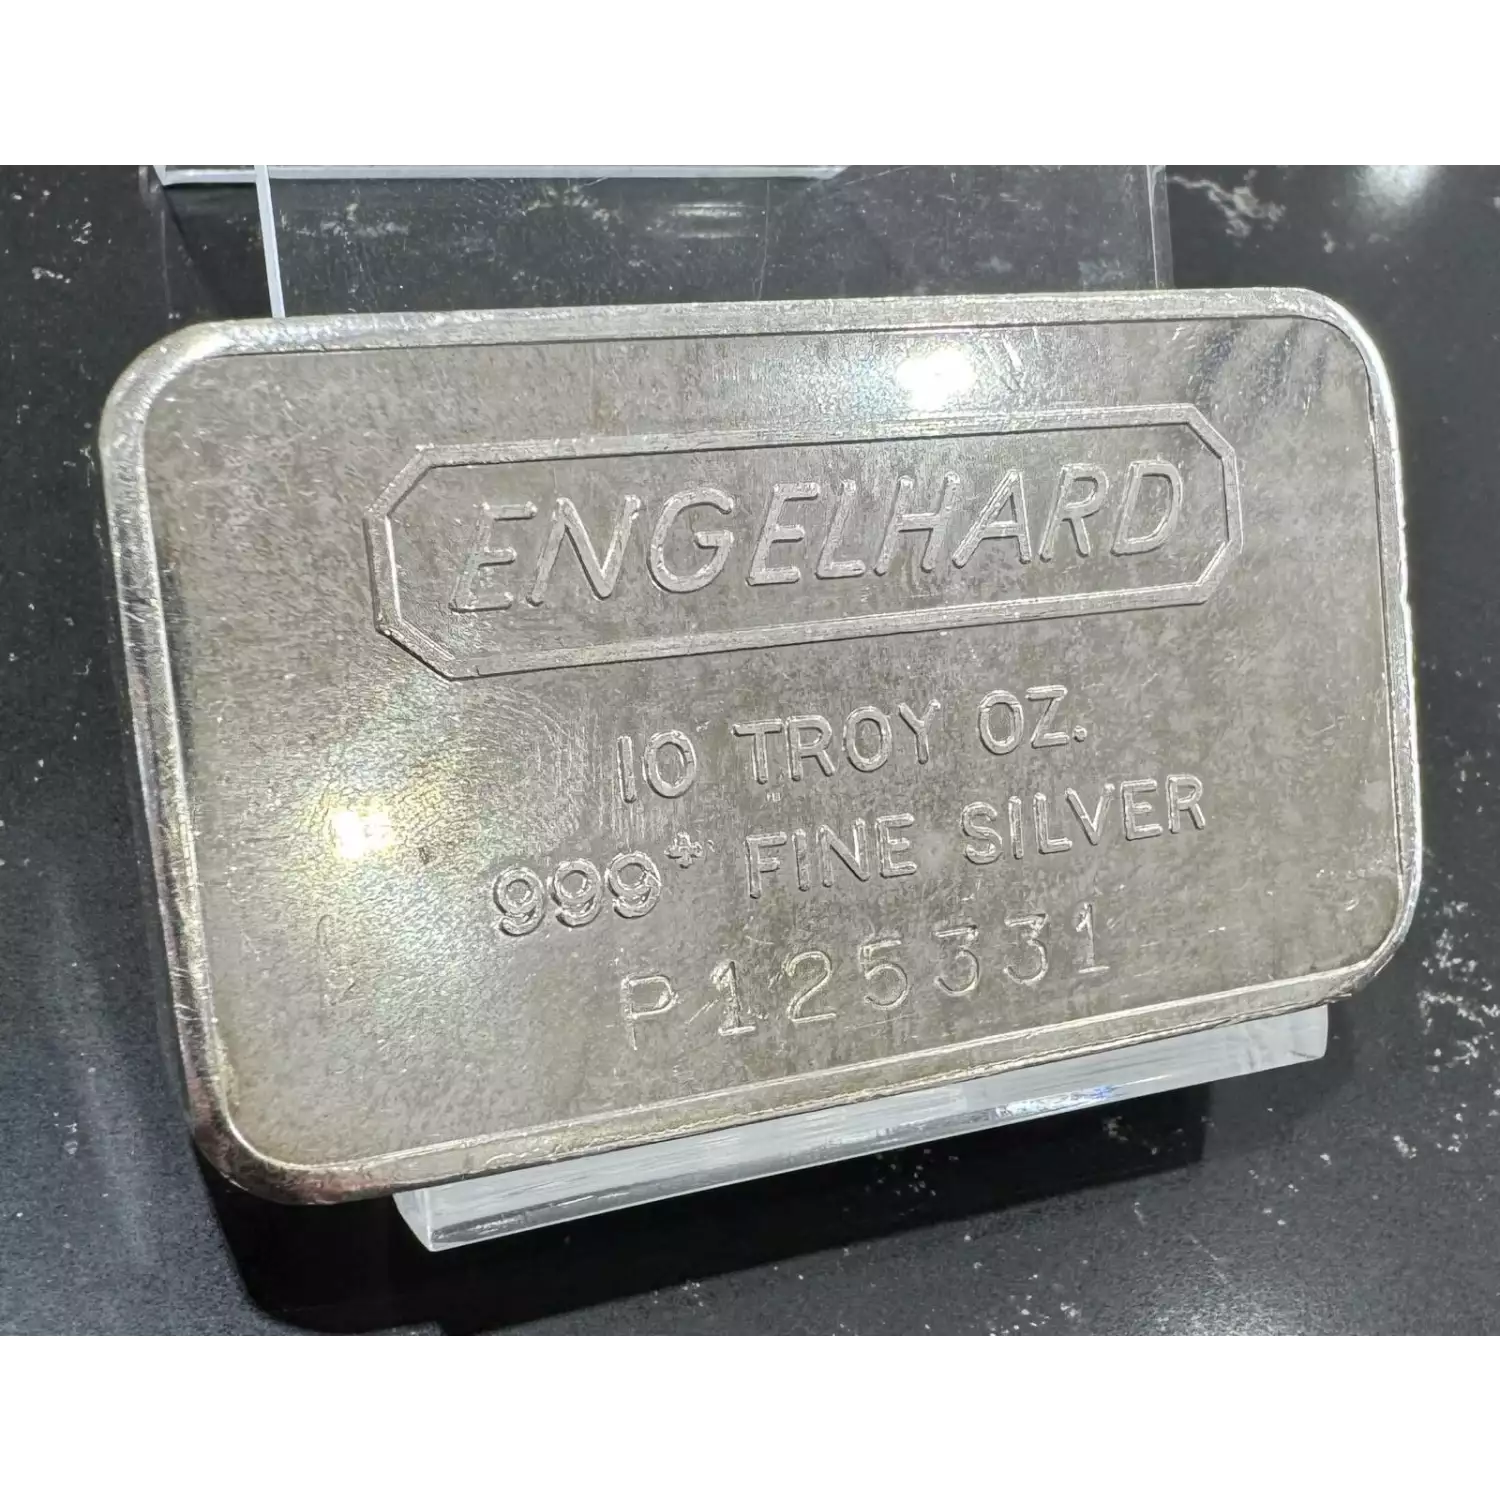 ENGELHARD
10 TROY OZ.
999+ FINE SILVER
P125331